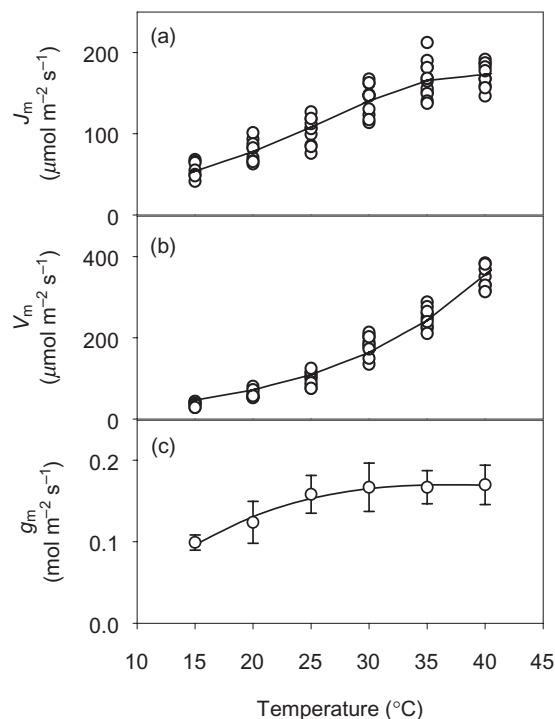 (a)
200
100
0
J_m
(µmol m⁻² s⁻¹)
(b)
400
200
0
V_m
(µmol m⁻² s⁻¹)
(c)
0.2
0.1
0.0
g_m
(mol m⁻² s⁻¹)
10 15 20 25 30 35 40 45
Temperature (°C)